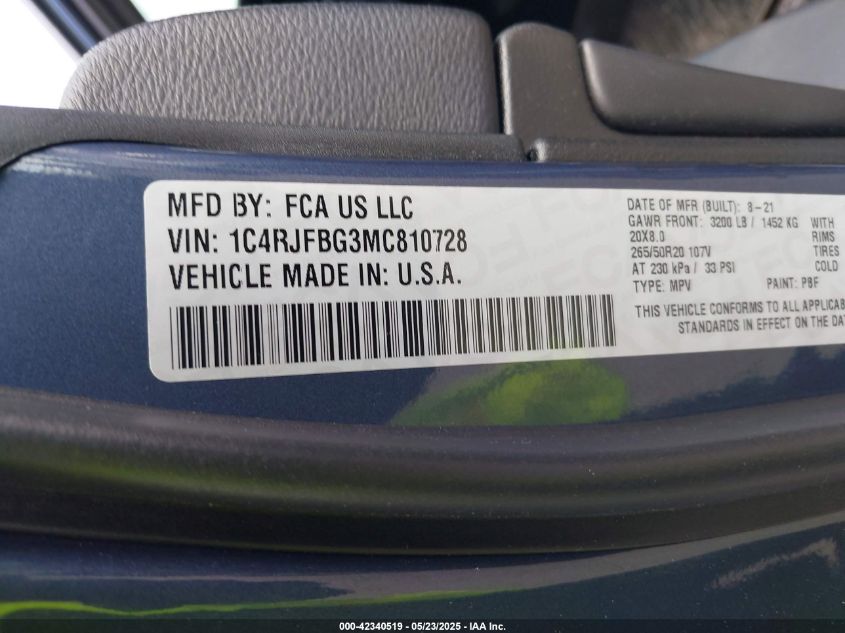 MFD BY: FCA US LLC
VIN: 1C4RJFBG3MC810728
VEHICLE MADE IN: U.S.A.
DATE OF MFR (BUILT): 8-21
GAWR FRONT: 3200 LB / 1452 KG WITH
20X8.0 RIMS
265/50R20 107V TIRES
AT 230 kPa / 33 PSI COLD
TYPE: MPV PAINT: PBF
THIS VEHICLE CONFORMS TO ALL APPLICAB
STANDARDS IN EFFECT ON THE DAT
000-42340519 - 05/23/2025 - IAA Inc.